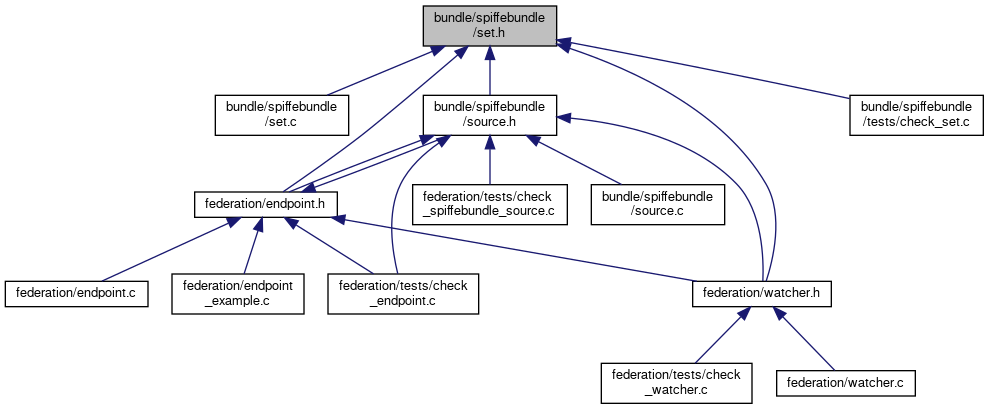 bundle/spiffebundle
/set.h
bundle/spiffebundle
/set.c
bundle/spiffebundle
/source.h
bundle/spiffebundle
/tests/check_set.c
federation/endpoint.h
federation/tests/check
_spiffebundle_source.c
bundle/spiffebundle
/source.c
federation/endpoint.c
federation/endpoint
_example.c
federation/tests/check
_endpoint.c
federation/watcher.h
federation/tests/check
_watcher.c
federation/watcher.c